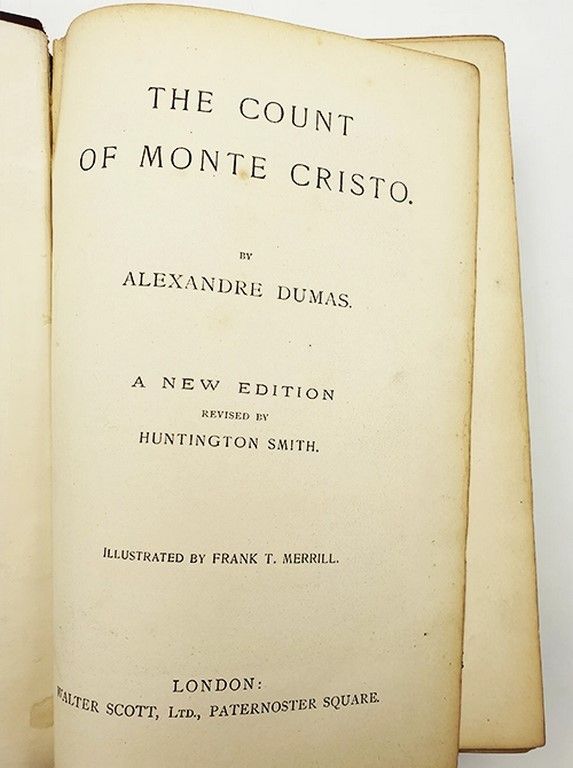 THE COUNT
OF MONTE CRISTO.
BY
ALEXANDRE DUMAS.
A NEW EDITION
REVISED BY
HUNTINGTON SMITH.
ILLUSTRATED BY FRANK T. MERRILL.
LONDON:
WALTER SCOTT, LTD., PATERNOSTER SQUARE.